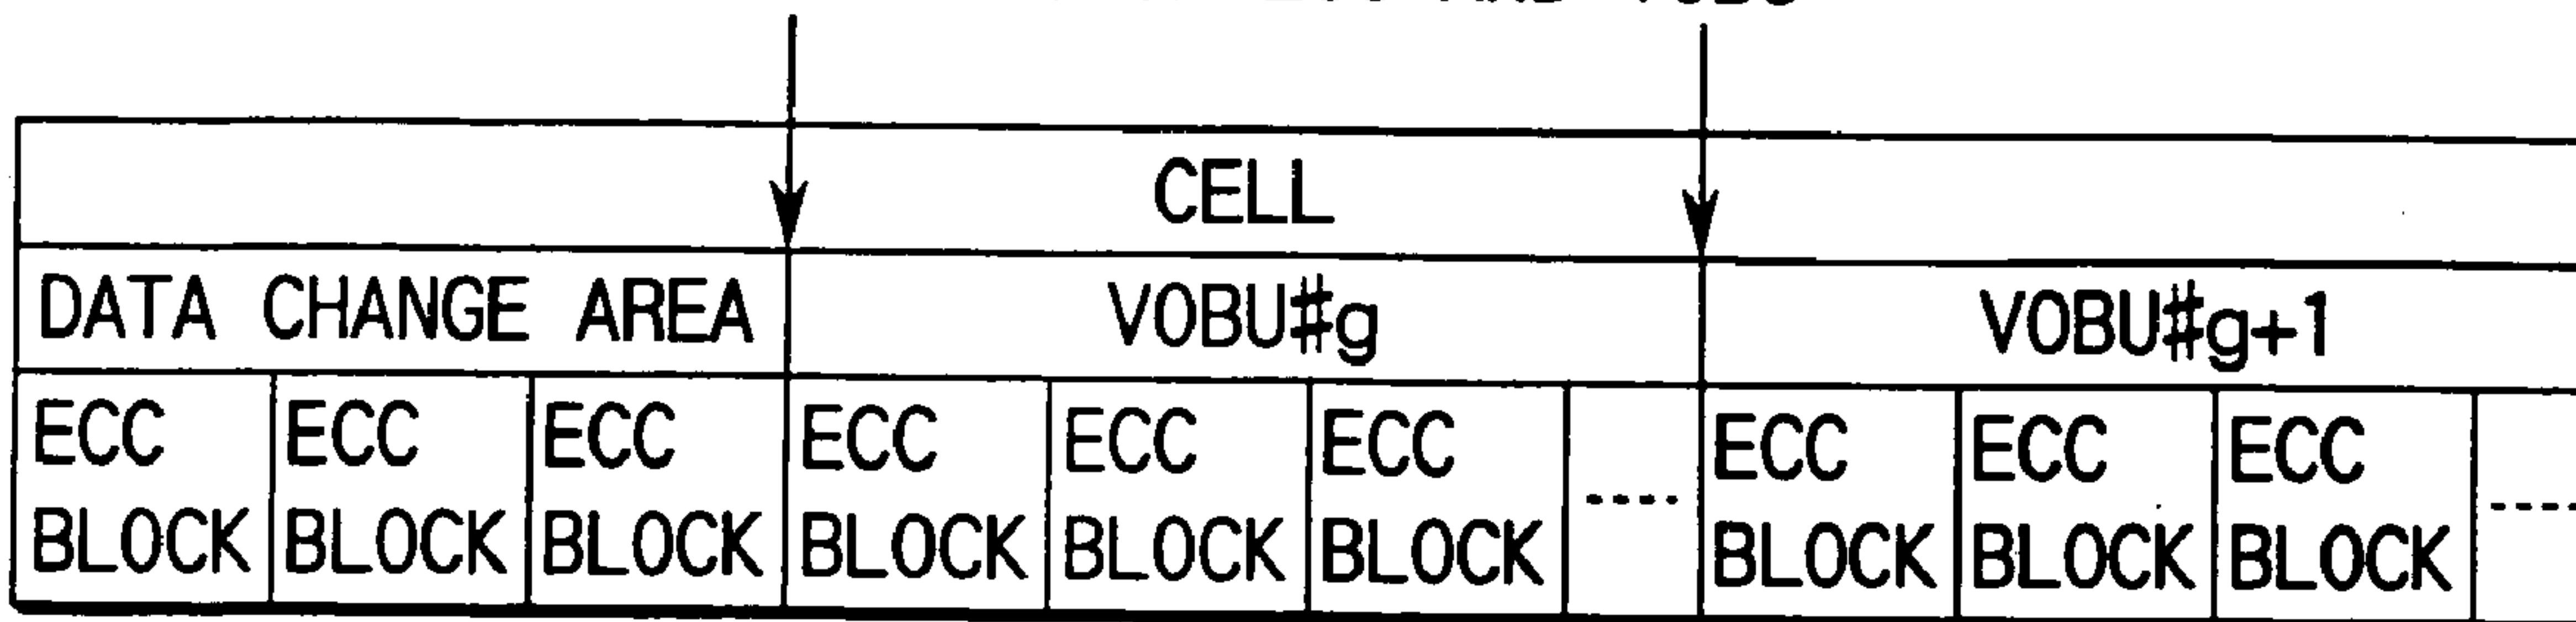 CELL
DATA CHANGE AREA VOBU#g VOBU#g+1
ECC ECC ECC ECC ECC ECC ECC ECC ECC
BLOCK BLOCK BLOCK BLOCK BLOCK BLOCK ---- BLOCK BLOCK BLOCK ----